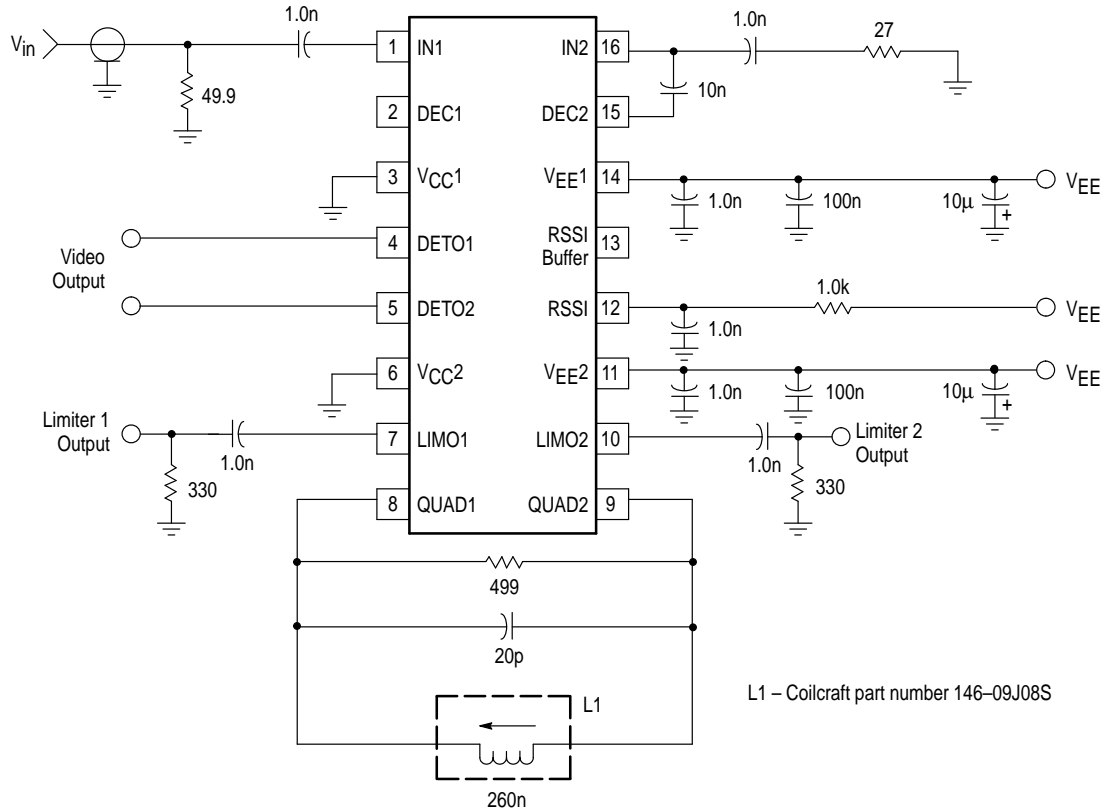 1.0n
1.0n
Vin
1
IN1
IN2
16
27
49.9
10n
2
DEC1
DEC2
15
3
VCC1
VEE1
14
VEE
1.0n
100n
10µ
+
4
DETO1
RSSI
Buffer
13
Video
Output
1.0k
5
DETO2
RSSI
12
VEE
1.0n
6
VCC2
VEE2
11
VEE
1.0n
100n
10µ
+
Limiter 1
Output
7
LIMO1
LIMO2
10
Limiter 2
Output
1.0n
1.0n
330
330
8
QUAD1
QUAD2
9
499
20p
L1
L1 – Coilcraft part number 146–09J08S
260n